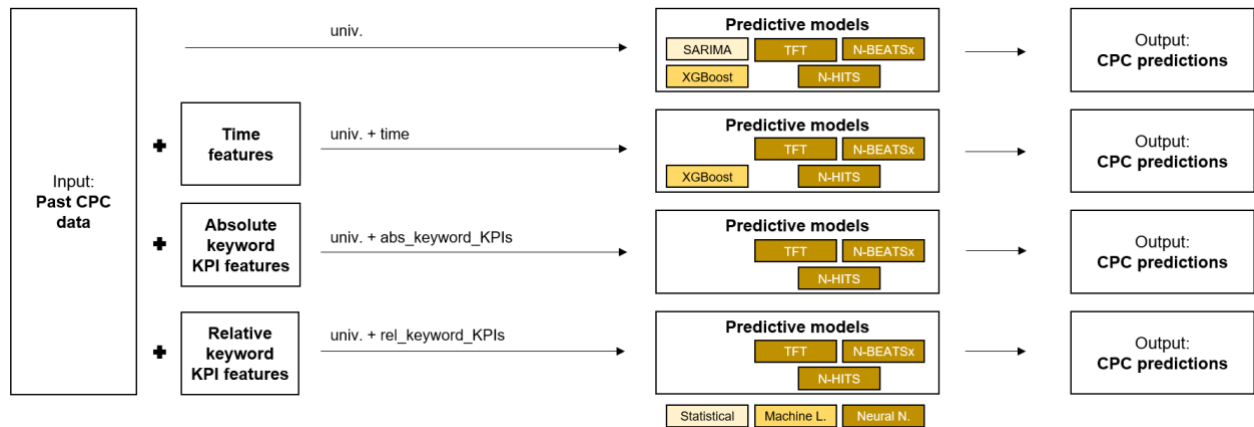 Input:
Past CPC
data
univ.
Predictive models
SARIMA
TFT
N-BEATSx
XGBoost
N-HITS
Output:
CPC predictions
+
Time
features
univ. + time
Predictive models
TFT
N-BEATSx
XGBoost
N-HITS
Output:
CPC predictions
+
Absolute
keyword
KPI features
univ. + abs_keyword_KPIs
Predictive models
TFT
N-BEATSx
N-HITS
Output:
CPC predictions
+
Relative
keyword
KPI features
univ. + rel_keyword_KPIs
Predictive models
TFT
N-BEATSx
N-HITS
Output:
CPC predictions
Statistical
Machine L.
Neural N.